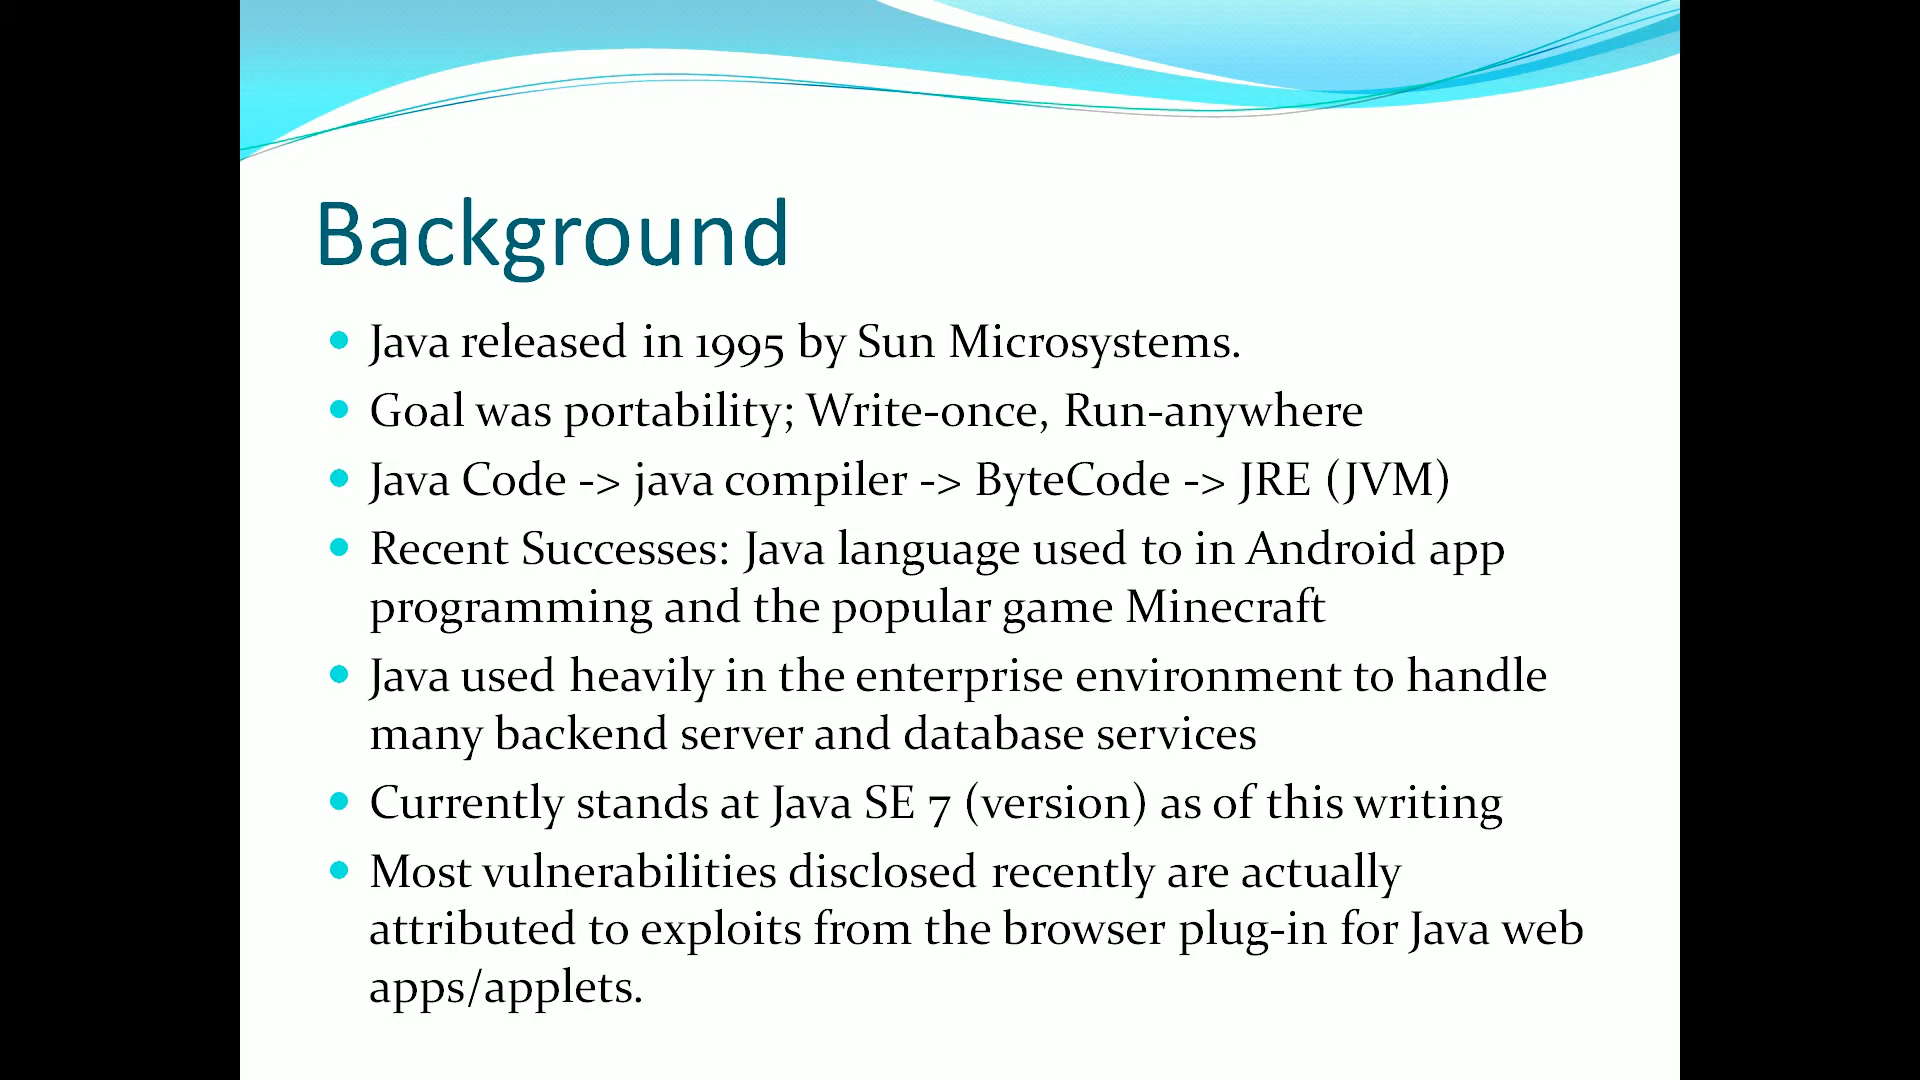 Background
• Java released in 1995 by Sun Microsystems.
• Goal was portability; Write-once, Run-anywhere
• Java Code -> java compiler -> ByteCode -> JRE (JVM)
• Recent Successes: Java language used to in Android app
programming and the popular game Minecraft
• Java used heavily in the enterprise environment to handle
many backend server and database services
• Currently stands at Java SE 7 (version) as of this writing
• Most vulnerabilities disclosed recently are actually
attributed to exploits from the browser plug-in for Java web
apps/applets.